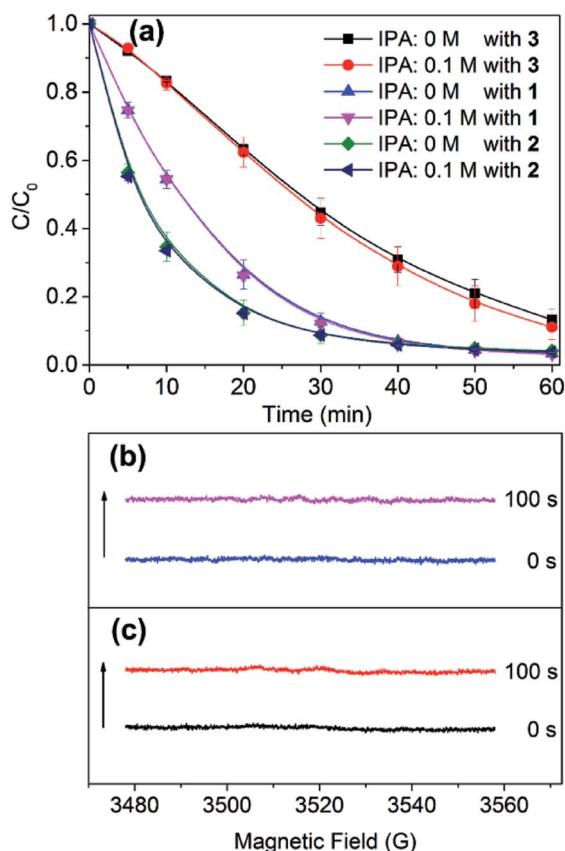 (a)
IPA: 0 M with 3
IPA: 0.1 M with 3
IPA: 0 M with 1
IPA: 0.1 M with 1
IPA: 0 M with 2
IPA: 0.1 M with 2
1.0
0.8
0.6
0.4
0.2
0.0
C/C0
0 10 20 30 40 50 60
Time (min)
(b)
100 s
0 s
(c)
100 s
0 s
3480 3500 3520 3540 3560
Magnetic Field (G)